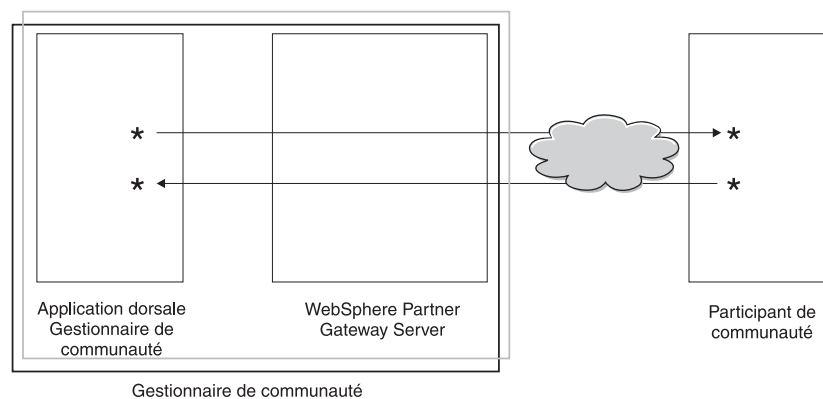 *
*
*
*
Application dorsale
Gestionnaire de
communauté
WebSphere Partner
Gateway Server
Participant de
communauté
Gestionnaire de communauté